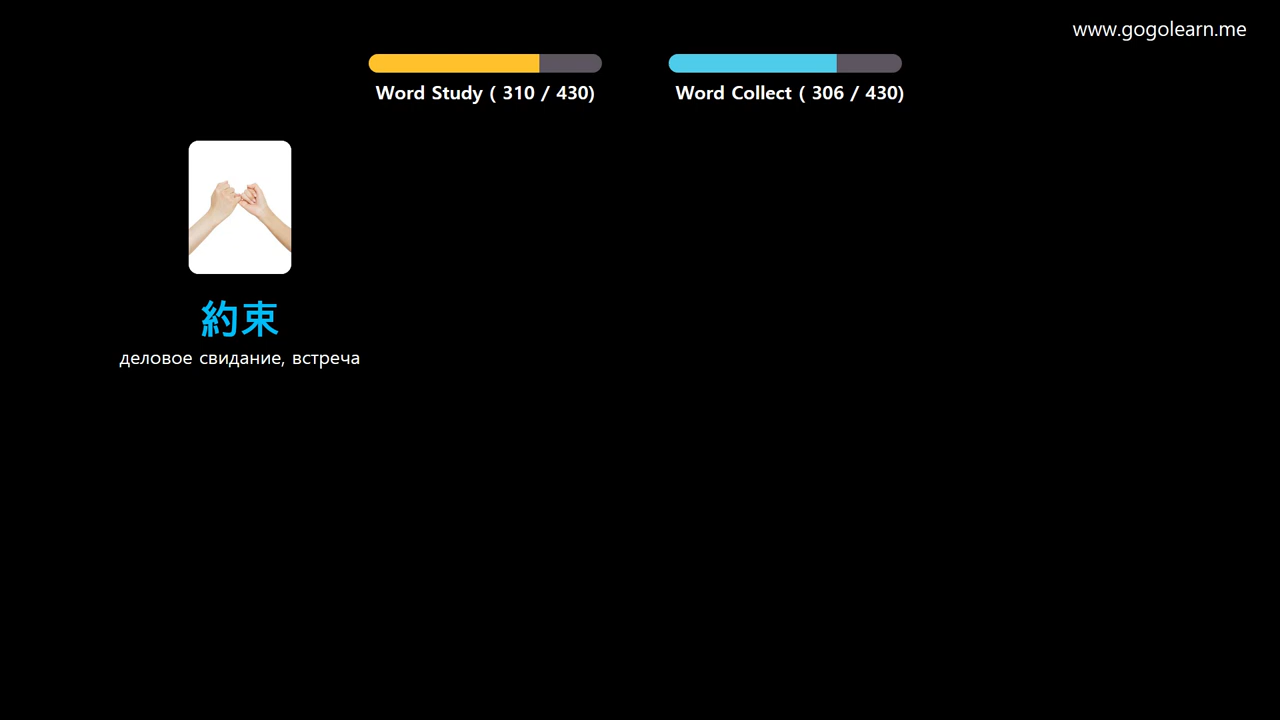 www.gogolearn.me
Word Study ( 310 / 430)
Word Collect ( 306 / 430)
約束
деловое свидание, встреча